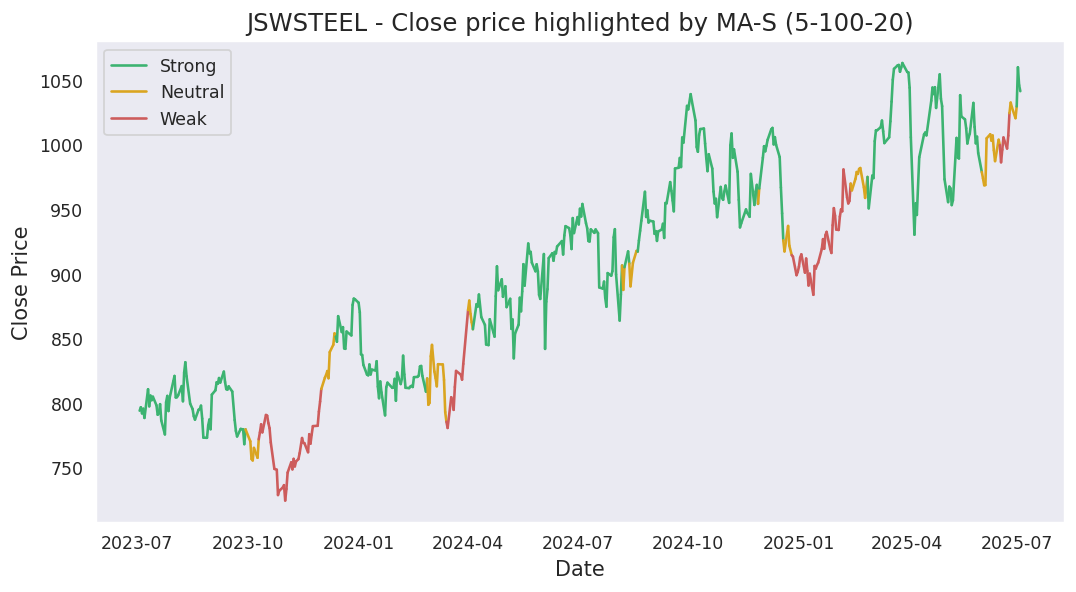 JSWSTEEL - Close price highlighted by MA-S (5-100-20)
Strong
Neutral
Weak
Close Price
1050
1000
950
900
850
800
750
2023-07 2023-10 2024-01 2024-04 2024-07 2024-10 2025-01 2025-04 2025-07
Date